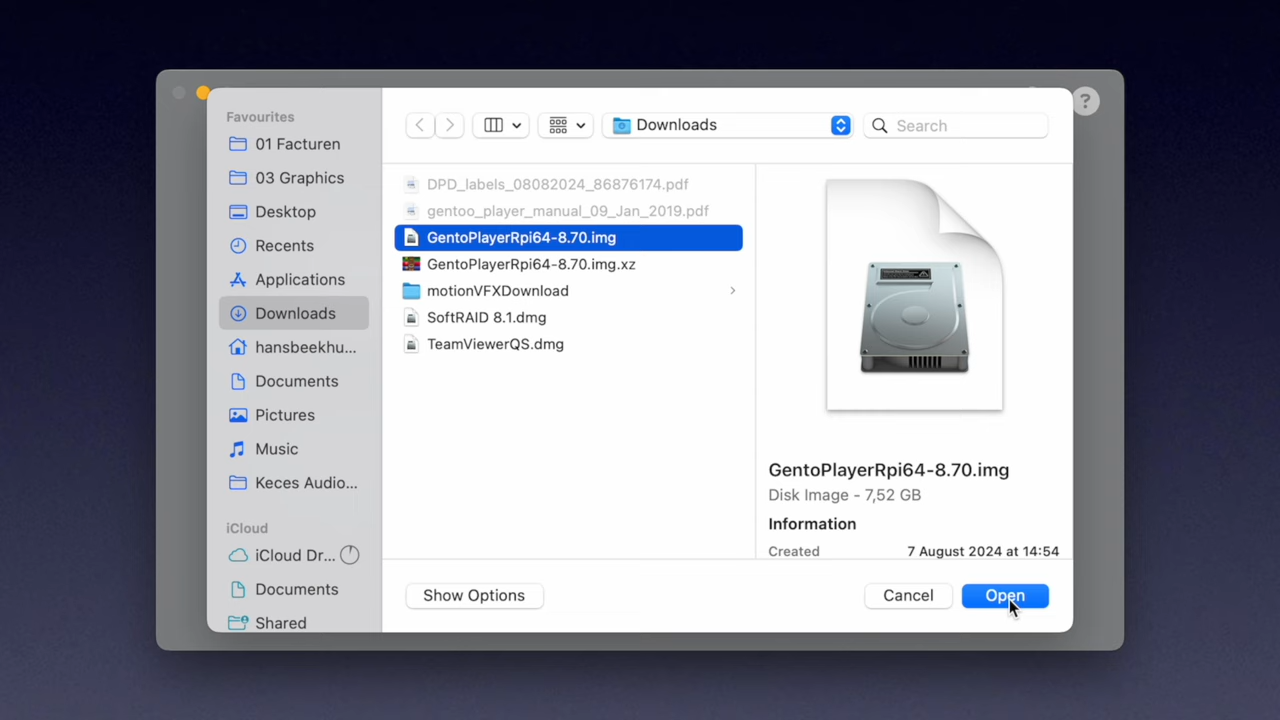 Favourites
01 Facturen
03 Graphics
Desktop
Recents
Applications
Downloads
hansbeekhu...
Documents
Pictures
Music
Keces Audio...
iCloud
iCloud Dr...
Documents
Shared
Downloads
Search
?
DPD_labels_08082024_86876174.pdf
gentoo_player_manual_09_Jan_2019.pdf
GentoPlayerRpi64-8.70.img
GentoPlayerRpi64-8.70.img.xz
motionVFXDownload
SoftRAID 8.1.dmg
TeamViewerQS.dmg
GentoPlayerRpi64-8.70.img
Disk Image - 7,52 GB
Information
Created 7 August 2024 at 14:54
Show Options
Cancel
Open